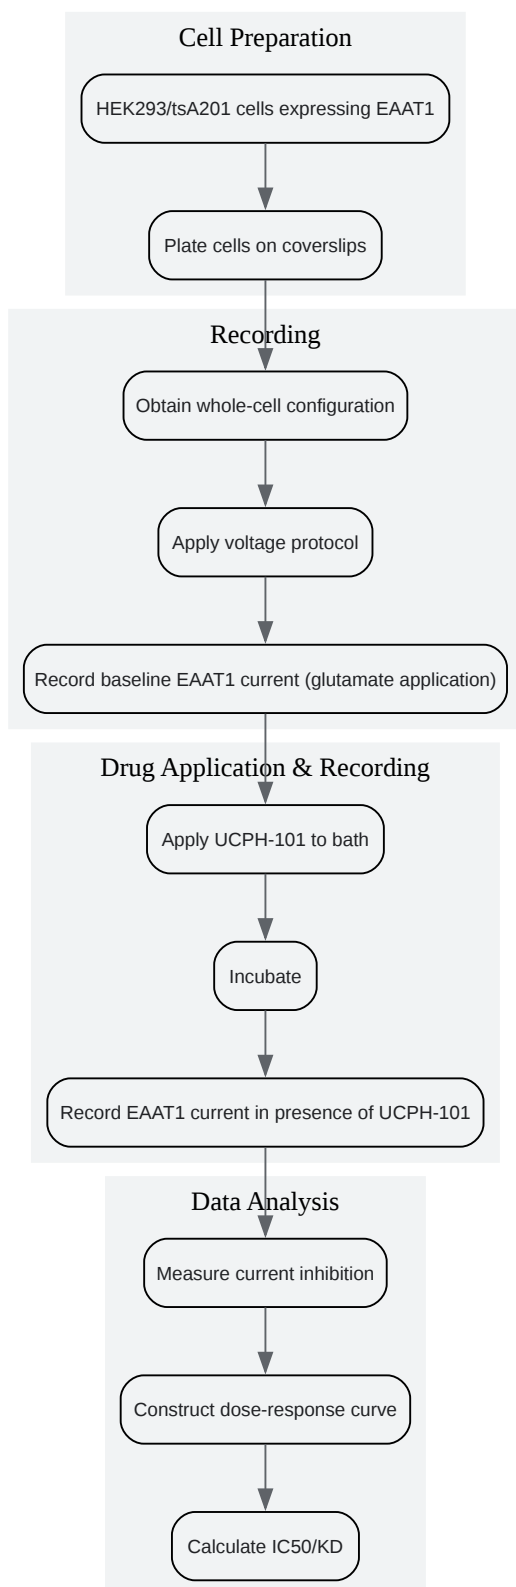 Cell Preparation
HEK293/tsA201 cells expressing EAAT1
Plate cells on coverslips
Recording
Obtain whole-cell configuration
Apply voltage protocol
Record baseline EAAT1 current (glutamate application)
Drug Application & Recording
Apply UCPH-101 to bath
Incubate
Record EAAT1 current in presence of UCPH-101
Data Analysis
Measure current inhibition
Construct dose-response curve
Calculate IC50/KD